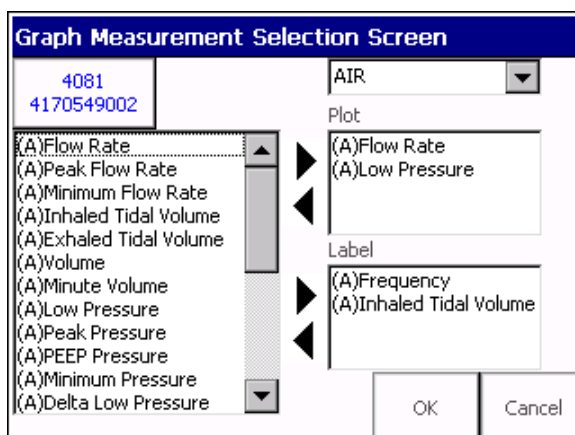 Graph Measurement Selection Screen
4081
4170549002
(A)Flow Rate
(A)Peak Flow Rate
(A)Minimum Flow Rate
(A)Inhaled Tidal Volume
(A)Exhaled Tidal Volume
(A)Volume
(A)Minute Volume
(A)Low Pressure
(A)Peak Pressure
(A)PEEP Pressure
(A)Minimum Pressure
(A)Delta Low Pressure
AIR
Plot
(A)Flow Rate
(A)Low Pressure
Label
(A)Frequency
(A)Inhaled Tidal Volume
OK
Cancel